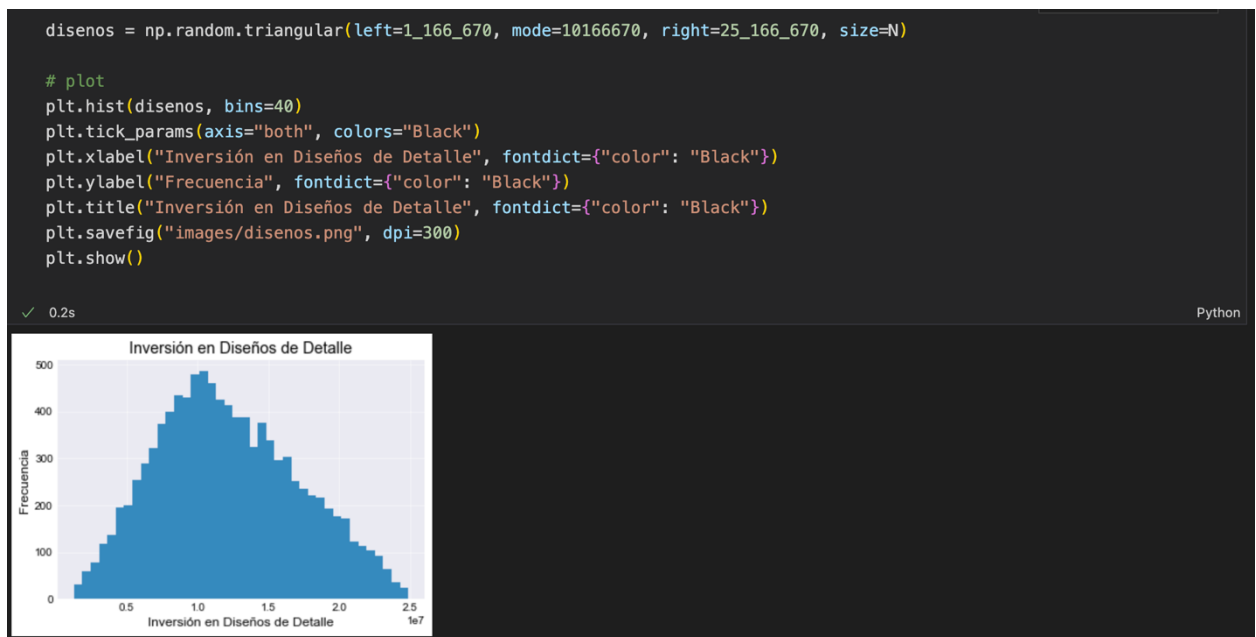 disenos = np.random.triangular(left=1_166_670, mode=10166670, right=25_166_670, size=N)
# plot
plt.hist(disenos, bins=40)
plt.tick_params(axis="both", colors="Black")
plt.xlabel("Inversión en Diseños de Detalle", fontdict={"color": "Black"})
plt.ylabel("Frecuencia", fontdict={"color": "Black"})
plt.title("Inversión en Diseños de Detalle", fontdict={"color": "Black"})
plt.savefig("images/disenos.png", dpi=300)
plt.show()
✓ 0.2s
Python
Inversión en Diseños de Detalle
500
400
300
200
100
0
Frecuencia
0.5 1.0 1.5 2.0 2.5
1e7
Inversión en Diseños de Detalle